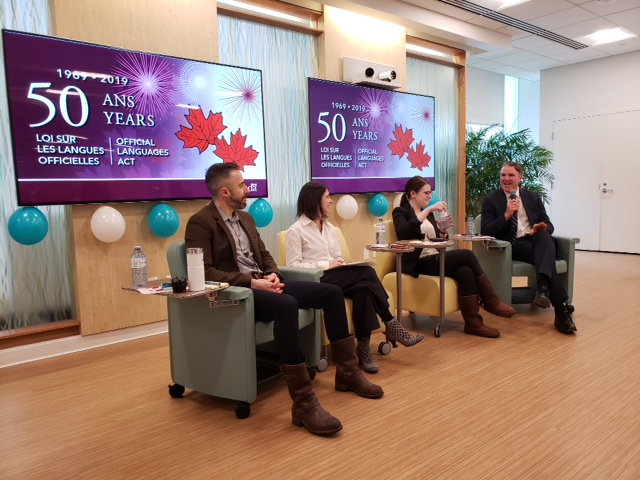 1969 • 2019
50 ANS
YEARS
LOI SUR
LES LANGUES
OFFICIELLES
OFFICIAL
LANGUAGES
ACT
1969 • 2019
50 ANS
YEARS
LOI SUR
LES LANGUES
OFFICIELLES
OFFICIAL
LANGUAGES
ACT